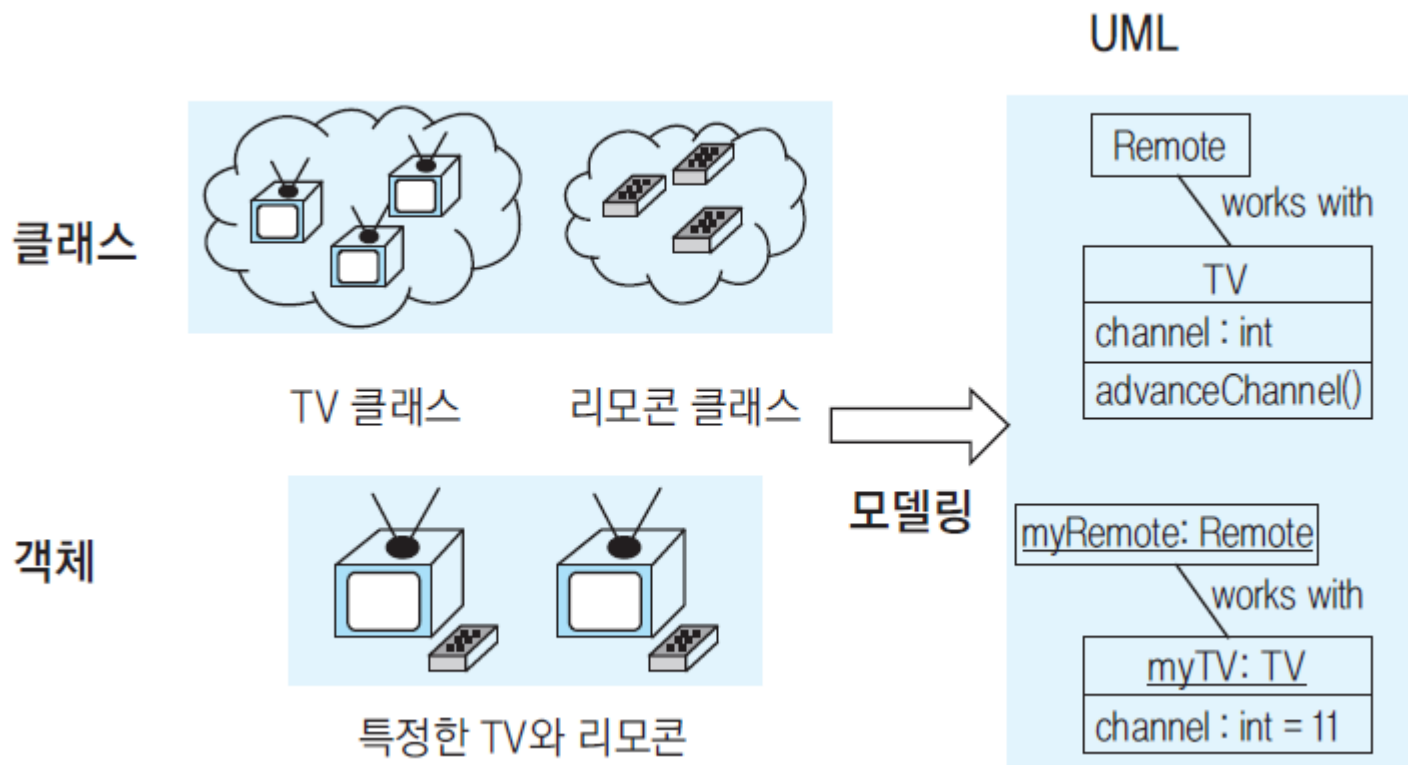 UML
클래스
TV 클래스
리모콘 클래스
객체
특정한 TV와 리모콘
모델링
Remote
works with
TV
channel : int
advanceChannel()
myRemote: Remote
works with
myTV: TV
channel : int = 11